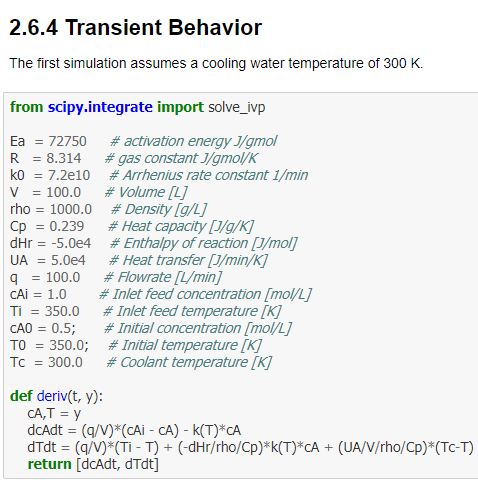 2.6.4 Transient Behavior
The first simulation assumes a cooling water temperature of 300 K.
from scipy.integrate import solve_ivp
Ea = 72750 # activation energy J/gmol
R = 8.314 # gas constant J/gmol/K
k0 = 7.2e10 # Arrhenius rate constant 1/min
V = 100.0 # Volume [L]
rho = 1000.0 # Density [g/L]
Cp = 0.239 # Heat capacity [J/g/K]
dHr = -5.0e4 # Enthalpy of reaction [J/mol]
UA = 5.0e4 # Heat transfer [J/min/K]
q = 100.0 # Flowrate [L/min]
cAi = 1.0 # Inlet feed concentration [mol/L]
Ti = 350.0 # Inlet feed temperature [K]
cA0 = 0.5; # Initial concentration [mol/L]
T0 = 350.0; # Initial temperature [K]
Tc = 300.0 # Coolant temperature [K]
def deriv(t, y):
cA,T = y
dcAdt = (q/V)*(cAi - cA) - k(T)*cA
dTdt = (q/V)*(Ti - T) + (-dHr/rho/Cp)*k(T)*cA + (UA/V/rho/Cp)*(Tc-T)
return [dcAdt, dTdt]